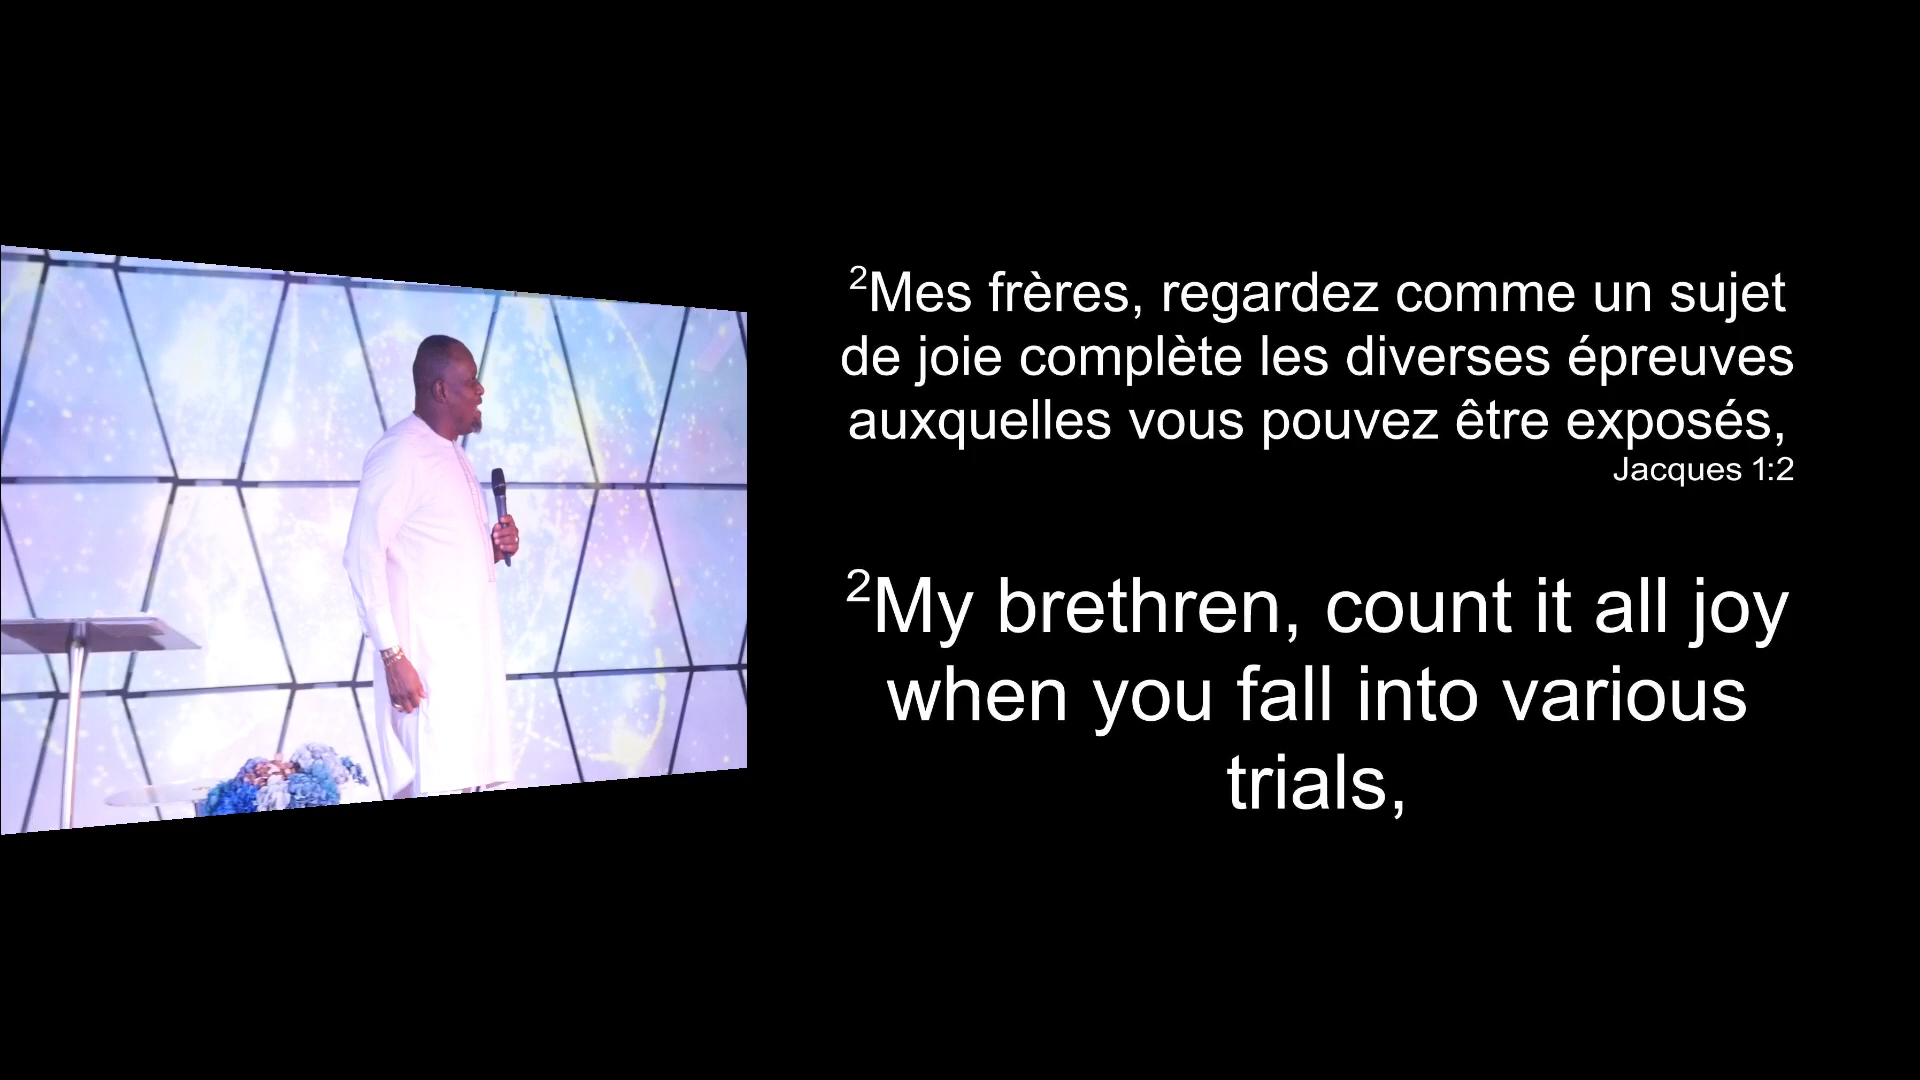 ²Mes frères, regardez comme un sujet
de joie complète les diverses épreuves
auxquelles vous pouvez être exposés,
Jacques 1:2
²My brethren, count it all joy
when you fall into various
trials,